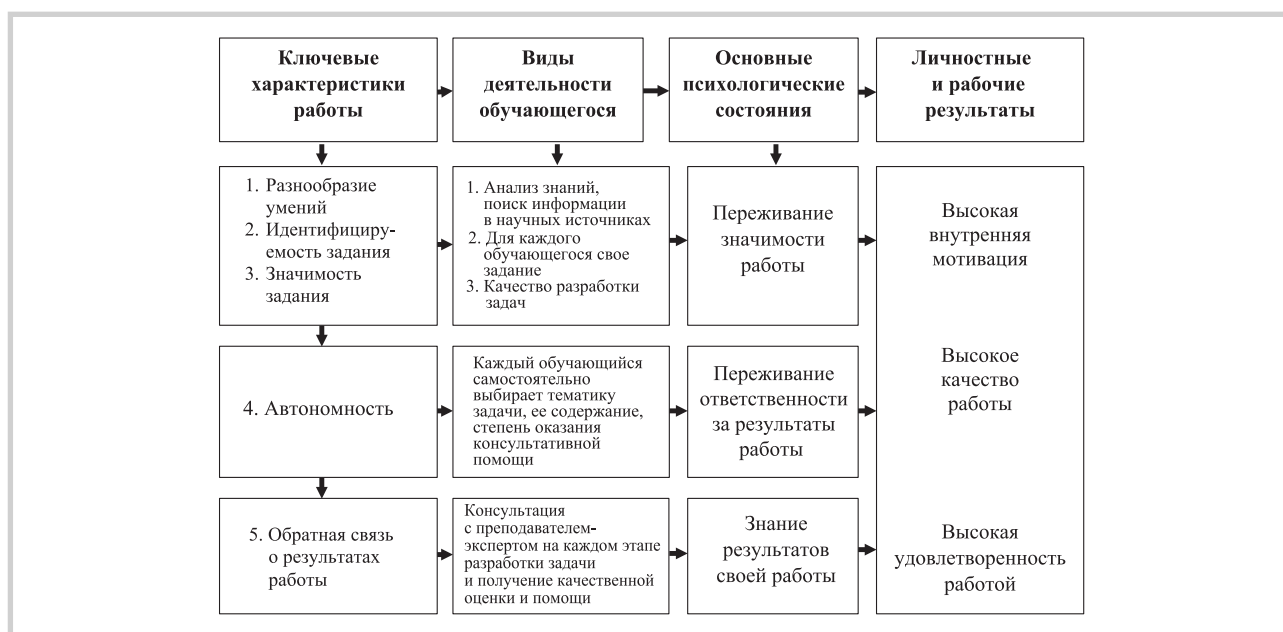 Ключевые
характеристики
работы
Виды
деятельности
обучающегося
Основные
психологические
состояния
Личностные
и рабочие
результаты
1. Разнообразие
умений
2. Идентифициру-
емость задания
3. Значимость
задания
1. Анализ знаний,
поиск информации
в научных источниках
2. Для каждого
обучающегося свое
задание
3. Качество разработки
задач
Переживание
значимости
работы
Высокая
внутренняя
мотивация
4. Автономность
Каждый обучающийся
самостоятельно
выбирает тематику
задачи, ее содержание,
степень оказания
консультативной
помощи
Переживание
ответственности
за результаты
работы
Высокое
качество
работы
5. Обратная связь
о результатах
работы
Консультация
с преподавателем-
экспертом на каждом этапе
разработки задачи
и получение качественной
оценки и помощи
Знание
результатов
своей работы
Высокая
удовлетворенность
работой